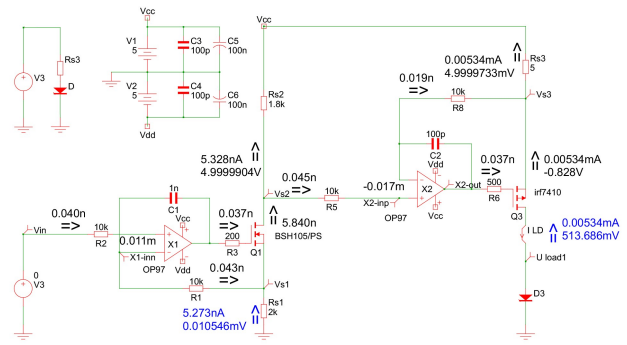 Vcc
Vcc
V1
5
C3
100p
C5
100n
Rs3
V3
D
V2
5
C4
100p
C6
100n
Vdd
Rs2
1.8k
5.328nA
4.9999904V
=>
0.00534mA
4.9999733mV
=>
Rs3
5
0.019n
=>
10k
R8
Vs3
100p
C2
Vdd
0.037n
=>
0.00534mA
-0.828V
=>
0.045n
=>
Vs2
10k
R5
-0.017m
X2-inp
X2
X2-out
OP97
Vcc
500
R6
irf7410
Q3
1n
C1
0.040n
=>
Vin
10k
R2
0.011m
X1-inn
Vcc
X1
OP97
Vdd
0.037n
=>
200
R3
Q1
=>
5.840n
BSH105/PS
0.043n
=>
10k
R1
Vs1
I LD
=>
0.00534mA
513.686mV
U load1
0
V3
5.273nA
0.010546mV
=>
Rs1
2k
D3